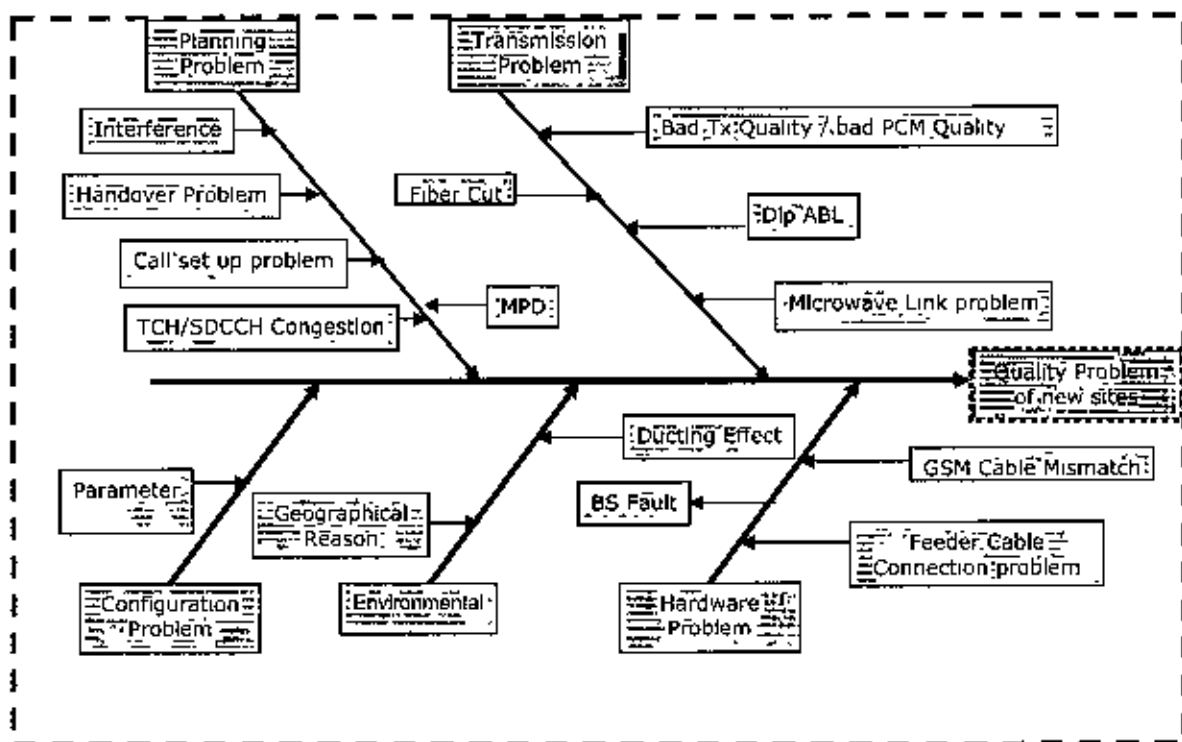 Planning
Problem
Transmission
Problem
Interference
Bad Tx Quality /.bad PCM Quality
Handover Problem
Fiber Cut
Dip ABL
Call set up problem
MPD
Microwave Link problem
TCH/SDCCH Congestion
Quality Problem
of new sites
Ducting Effect
GSM Cable Mismatch
Parameter
BS Fault
Geographical
Reason
Feeder Cable
Connection problem
Configuration
Problem
Environmental
Hardware
Problem